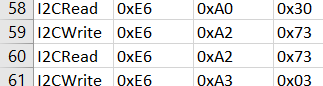 58 I2CRead 0xE6 0xA0 0x30
59 I2CWrite 0xE6 0xA2 0x73
60 I2CRead 0xE6 0xA2 0x73
61 I2CWrite 0xE6 0xA3 0x03